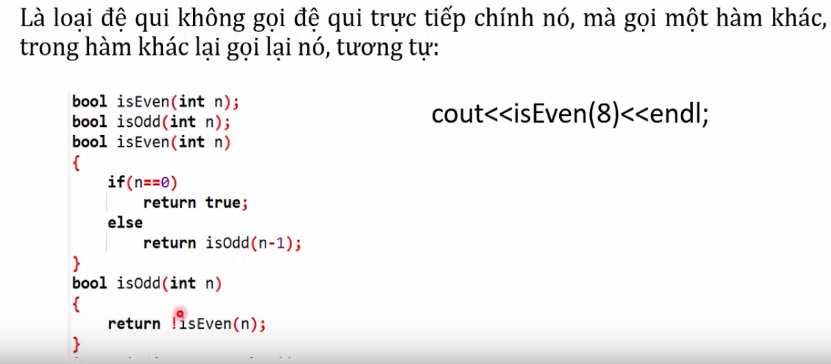 Là loại đệ qui không gọi đệ qui trực tiếp chính nó, mà gọi một hàm khác,
trong hàm khác lại gọi lại nó, tương tự:
bool isEven(int n);
bool isOdd(int n);
bool isEven(int n)
{
if(n==0)
return true;
else
return isOdd(n-1);
}
bool isOdd(int n)
{
return !isEven(n);
}
cout<<isEven(8)<<endl;